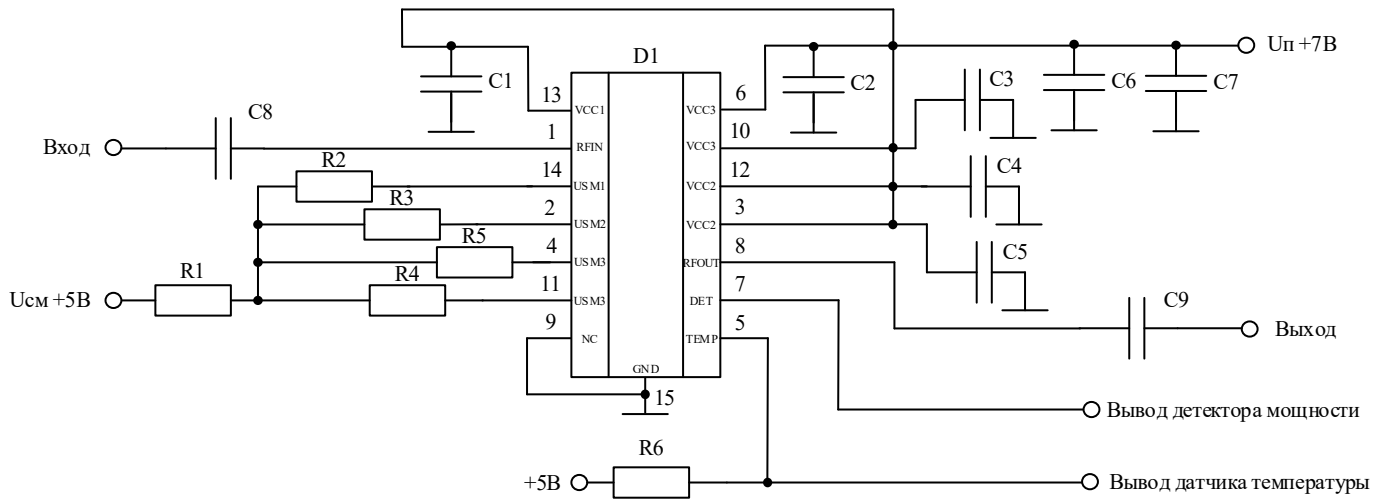 D1
Uп +7В
C1
C2
C3
C6
C7
13
VCC1
VCC3
6
C8
1
10
Вход
RFIN
VCC3
R2
14
12
C4
USM1
VCC2
R3
2
3
USM2
VCC2
R5
4
8
C5
USM3
RFOUT
R1
R4
11
7
Uсм +5В
USM3
DET
C9
9
5
Выход
NC
TEMP
GND
15
Вывод детектора мощности
R6
+5В
Вывод датчика температуры